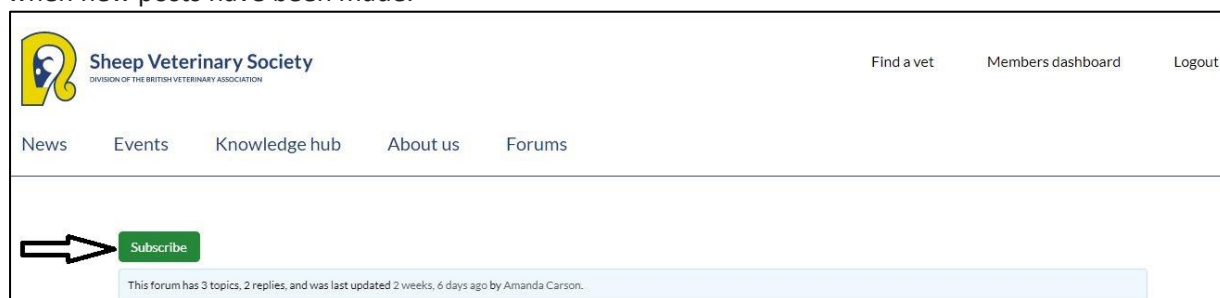 when new posts have been made.
Sheep Veterinary Society
DIVISION OF THE BRITISH VETERINARY ASSOCIATION
Find a vet Members dashboard Logout
News Events Knowledge hub About us Forums
Subscribe
This forum has 3 topics, 2 replies, and was last updated 2 weeks, 6 days ago by Amanda Carson.